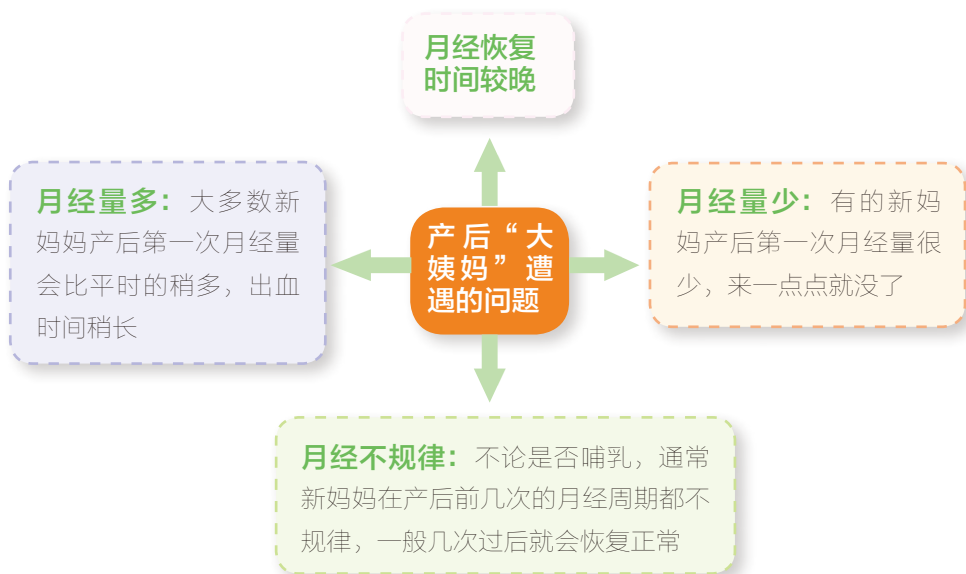 月经恢复
时间较晚
月经量多：大多数新
妈妈产后第一次月经量
会比平时的稍多，出血
时间稍长
产后“大
姨妈”遭
遇的问题
月经量少：有的新妈
妈产后第一次月经量很
少，来一点点就没了
月经不规律：不论是否哺乳，通常
新妈妈在产后前几次的月经周期都不
规律，一般几次过后就会恢复正常